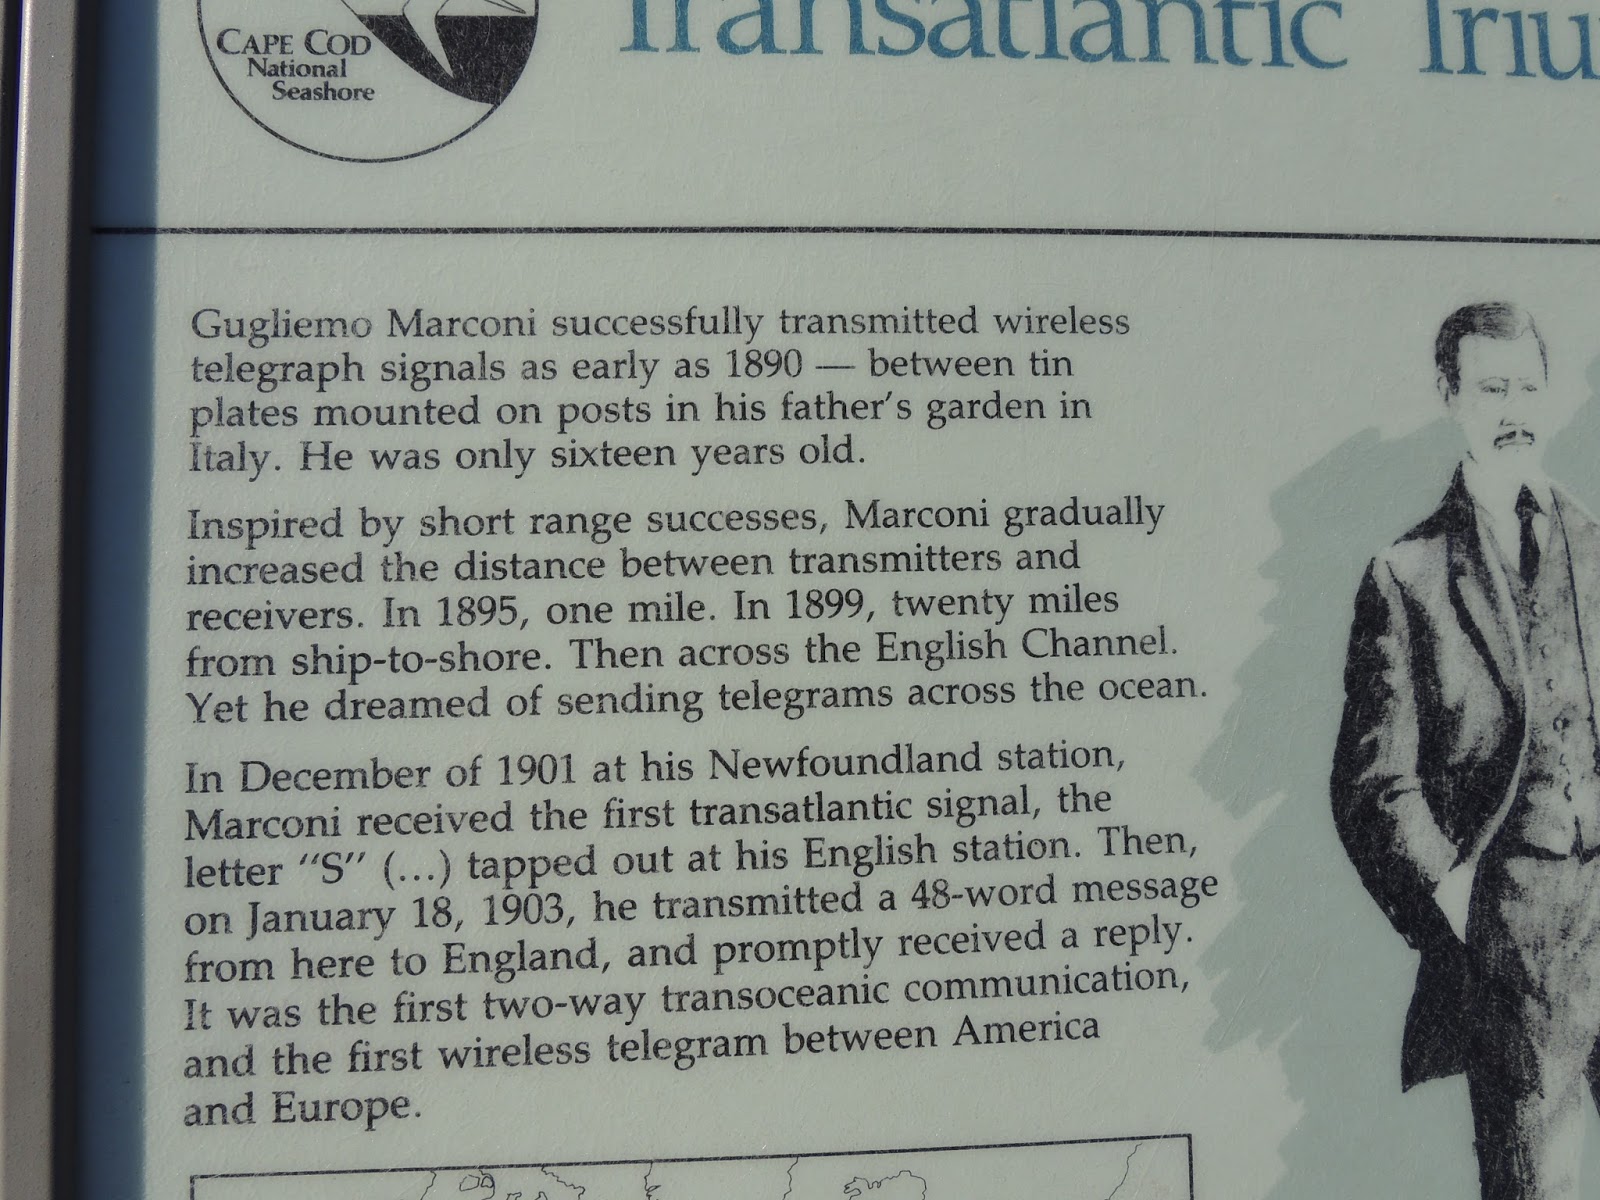 CAPE COD
National
Seashore
Transatlantic
Gugliemo Marconi successfully transmitted wireless
telegraph signals as early as 1890 — between tin
plates mounted on posts in his father's garden in
Italy. He was only sixteen years old.
Inspired by short range successes, Marconi gradually
increased the distance between transmitters and
receivers. In 1895, one mile. In 1899, twenty miles
from ship-to-shore. Then across the English Channel.
Yet he dreamed of sending telegrams across the ocean.
In December of 1901 at his Newfoundland station,
Marconi received the first transatlantic signal, the
letter "S" (...) tapped out at his English station. Then,
on January 18, 1903, he transmitted a 48-word message
from here to England, and promptly received a reply.
It was the first two-way transoceanic communication,
and the first wireless telegram between America
and Europe.